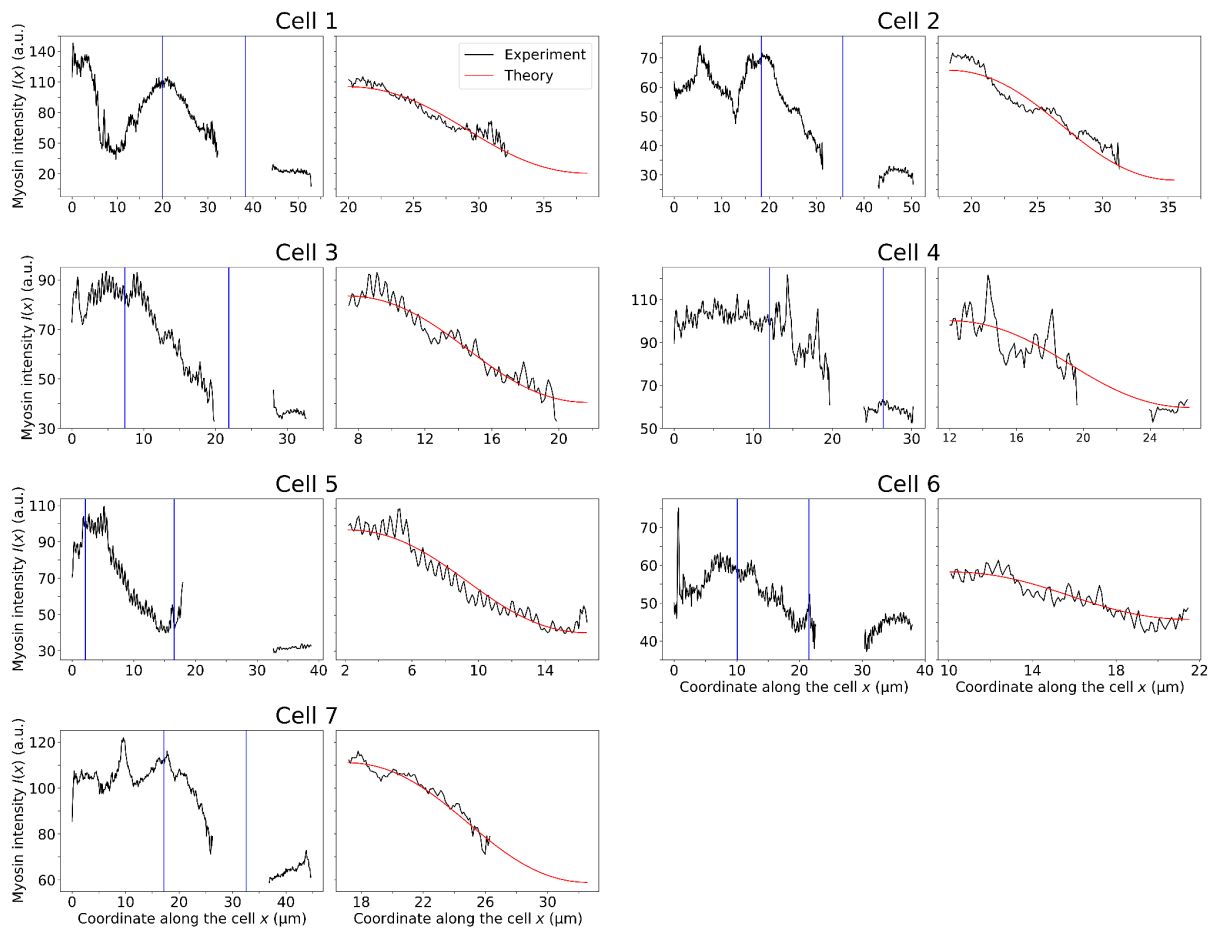 Cell 1
Myosin intensity I(x) (a.u.)
140
110
80
50
20
0 10 20 30 40 50
Experiment
Theory
20 25 30 35
Cell 2
70
60
50
40
30
0 10 20 30 40 50
20 25 30 35
Cell 3
Myosin intensity I(x) (a.u.)
90
70
50
30
0 10 20 30
8 12 16 20
Cell 4
110
90
70
50
0 10 20 30
12 16 20 24
Cell 5
Myosin intensity I(x) (a.u.)
110
90
70
50
30
0 10 20 30 40
2 6 10 14
Cell 6
70
60
50
40
0 10 20 30 40
Coordinate along the cell x (μm)
10 14 18 22
Coordinate along the cell x (μm)
Cell 7
Myosin intensity I(x) (a.u.)
120
100
80
60
0 10 20 30 40
Coordinate along the cell x (μm)
18 22 26 30
Coordinate along the cell x (μm)